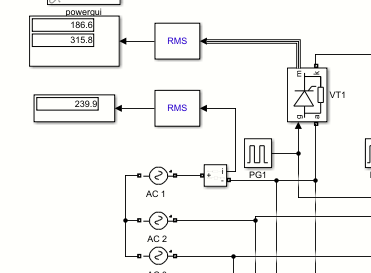 powergui
186.6
315.8
RMS
m
k
VT1
239.9
RMS
g
a
PG1
i
+
-
AC 1
AC 2